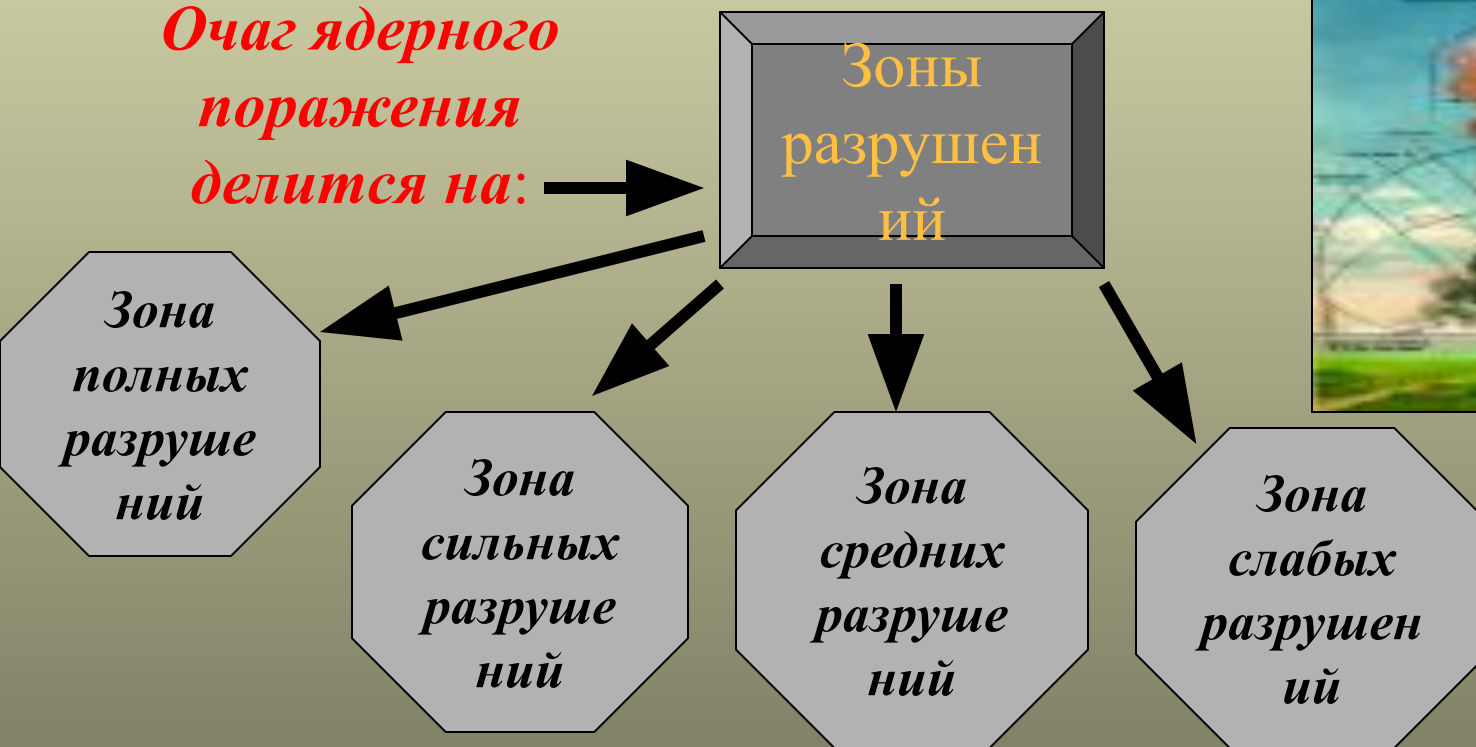 Очаг ядерного
поражения
делится на:
Зоны
разрушен
ий
Зона
полных
разруше
ний
Зона
сильных
разруше
ний
Зона
средних
разруше
ний
Зона
слабых
разрушен
ий